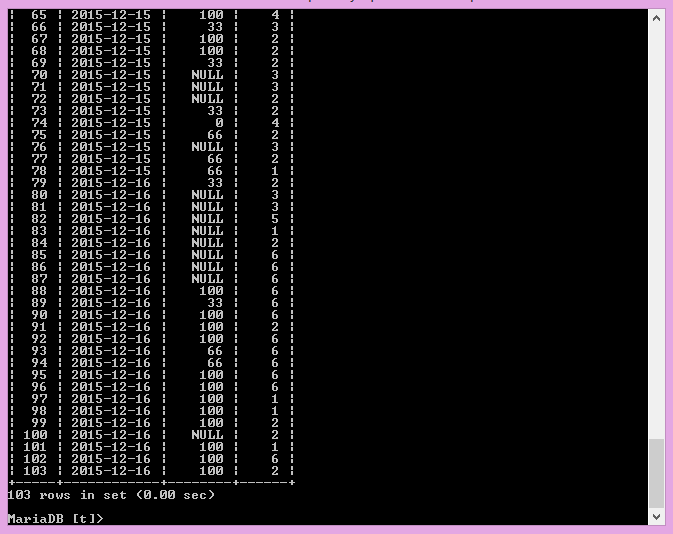 |  65 | 2015-12-15 |     100 |    4 |
|  66 | 2015-12-15 |      33 |    3 |
|  67 | 2015-12-15 |     100 |    2 |
|  68 | 2015-12-15 |     100 |    2 |
|  69 | 2015-12-15 |      33 |    2 |
|  70 | 2015-12-15 |    NULL |    3 |
|  71 | 2015-12-15 |    NULL |    3 |
|  72 | 2015-12-15 |    NULL |    2 |
|  73 | 2015-12-15 |      33 |    2 |
|  74 | 2015-12-15 |       0 |    4 |
|  75 | 2015-12-15 |      66 |    2 |
|  76 | 2015-12-15 |    NULL |    3 |
|  77 | 2015-12-15 |      66 |    2 |
|  78 | 2015-12-15 |      66 |    1 |
|  79 | 2015-12-16 |      33 |    2 |
|  80 | 2015-12-16 |    NULL |    3 |
|  81 | 2015-12-16 |    NULL |    3 |
|  82 | 2015-12-16 |    NULL |    5 |
|  83 | 2015-12-16 |    NULL |    1 |
|  84 | 2015-12-16 |    NULL |    2 |
|  85 | 2015-12-16 |    NULL |    6 |
|  86 | 2015-12-16 |    NULL |    6 |
|  87 | 2015-12-16 |    NULL |    6 |
|  88 | 2015-12-16 |     100 |    6 |
|  89 | 2015-12-16 |      33 |    6 |
|  90 | 2015-12-16 |     100 |    6 |
|  91 | 2015-12-16 |     100 |    2 |
|  92 | 2015-12-16 |     100 |    6 |
|  93 | 2015-12-16 |      66 |    6 |
|  94 | 2015-12-16 |      66 |    6 |
|  95 | 2015-12-16 |     100 |    6 |
|  96 | 2015-12-16 |     100 |    6 |
|  97 | 2015-12-16 |     100 |    1 |
|  98 | 2015-12-16 |     100 |    1 |
|  99 | 2015-12-16 |     100 |    2 |
| 100 | 2015-12-16 |    NULL |    2 |
| 101 | 2015-12-16 |     100 |    1 |
| 102 | 2015-12-16 |     100 |    6 |
| 103 | 2015-12-16 |     100 |    2 |
+-----+------------+---------+------+
103 rows in set (0.00 sec)
MariaDB [t]>